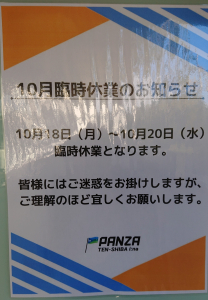 10月臨時休業のお知らせ
10月18日（月）～10月20日（水）
臨時休業となります。
皆様にはご迷惑をお掛けしますが、
ご理解のほど宜しくお願いします。
PANZA
TEN-SHIBA